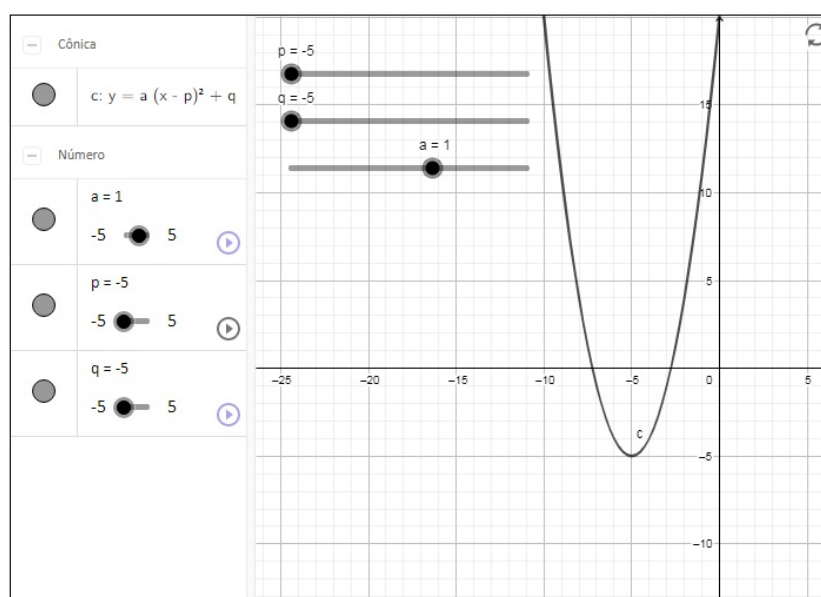 Cônica
c: y = a (x - p)² + q
Número
a = 1
-5 5
p = -5
-5 5
q = -5
-5 5
p = -5
q = -5
a = 1
15
10
5
-25 -20 -15 -10 -5 0 5
c
-5
-10